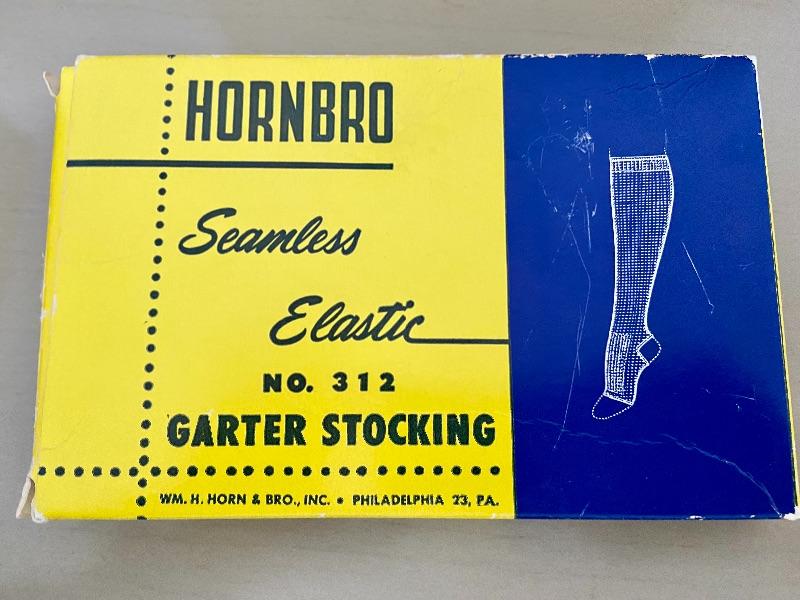 HORNBRO
Seamless
Elastic
NO. 312
GARTER STOCKING
WM. H. HORN & BRO., INC. • PHILADELPHIA 23, PA.